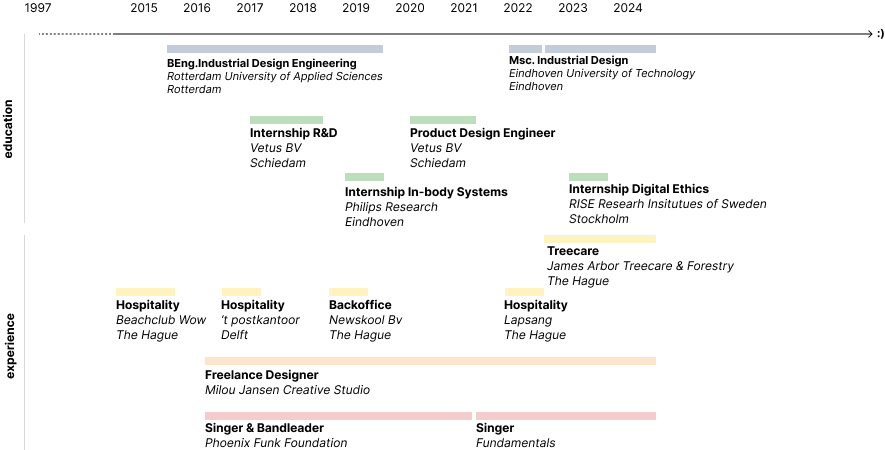 1997 2015 2016 2017 2018 2019 2020 2021 2022 2023 2024
:)
education
BEng.Industrial Design Engineering
Rotterdam University of Applied Sciences
Rotterdam
Msc. Industrial Design
Eindhoven University of Technology
Eindhoven
Internship R&D
Vetus BV
Schiedam
Product Design Engineer
Vetus BV
Schiedam
Internship In-body Systems
Philips Research
Eindhoven
Internship Digital Ethics
RISE Researh Insitutues of Sweden
Stockholm
experience
Treecare
James Arbor Treecare & Forestry
The Hague
Hospitality
Beachclub Wow
The Hague
Hospitality
't postkantoor
Delft
Backoffice
Newskool Bv
The Hague
Hospitality
Lapsang
The Hague
Freelance Designer
Milou Jansen Creative Studio
Singer & Bandleader
Phoenix Funk Foundation
Singer
Fundamentals